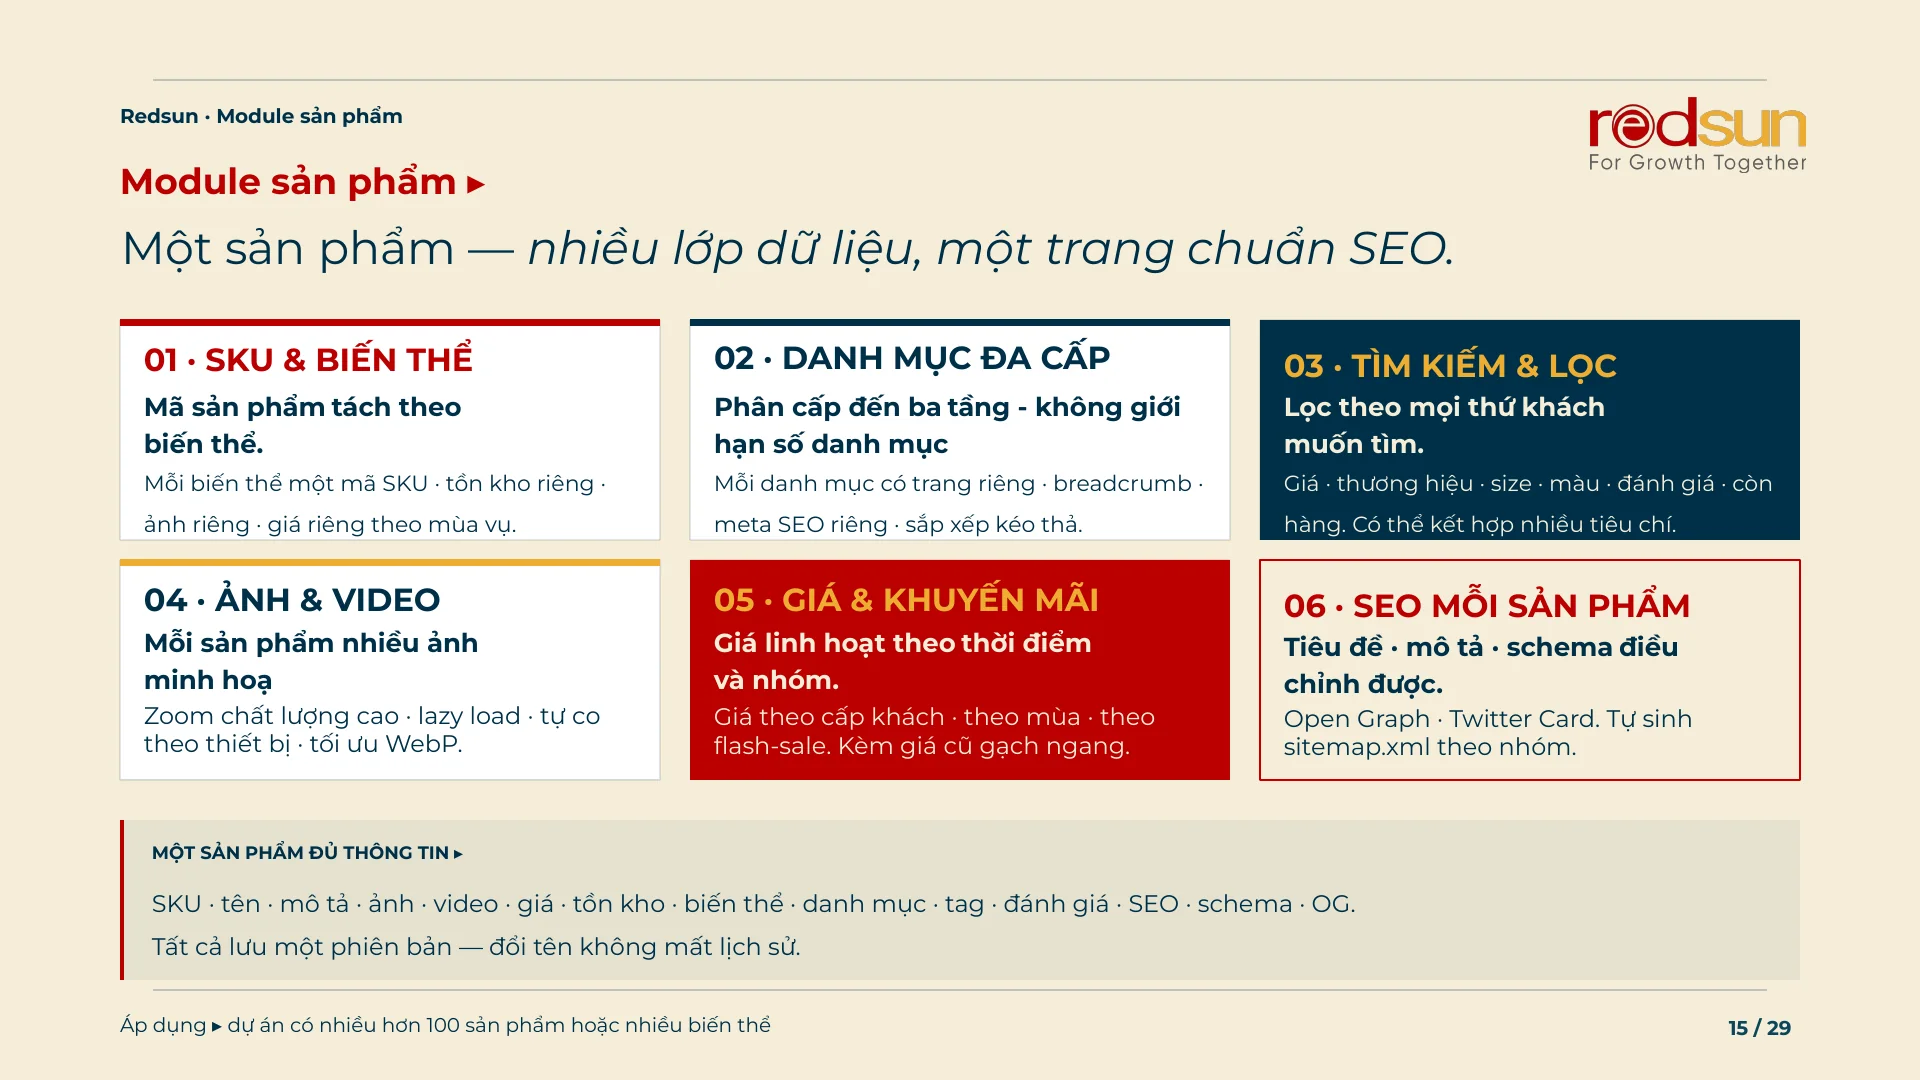 Redsun · Module sản phẩm
redsun
For Growth Together
Module sản phẩm ▸
Một sản phẩm — nhiều lớp dữ liệu, một trang chuẩn SEO.
01 · SKU & BIẾN THỂ
Mã sản phẩm tách theo
biến thể.
Mỗi biến thể một mã SKU · tồn kho riêng ·
ảnh riêng · giá riêng theo mùa vụ.
02 · DANH MỤC ĐA CẤP
Phân cấp đến ba tầng - không giới
hạn số danh mục
Mỗi danh mục có trang riêng · breadcrumb ·
meta SEO riêng · sắp xếp kéo thả.
03 · TÌM KIẾM & LỌC
Lọc theo mọi thứ khách
muốn tìm.
Giá · thương hiệu · size · màu · đánh giá · còn
hàng. Có thể kết hợp nhiều tiêu chí.
04 · ẢNH & VIDEO
Mỗi sản phẩm nhiều ảnh
minh hoạ
Zoom chất lượng cao · lazy load · tự co
theo thiết bị · tối ưu WebP.
05 · GIÁ & KHUYẾN MÃI
Giá linh hoạt theo thời điểm
và nhóm.
Giá theo cấp khách · theo mùa · theo
flash-sale. Kèm giá cũ gạch ngang.
06 · SEO MỖI SẢN PHẨM
Tiêu đề · mô tả · schema điều
chỉnh được.
Open Graph · Twitter Card. Tự sinh
sitemap.xml theo nhóm.
MỘT SẢN PHẨM ĐỦ THÔNG TIN ▸
SKU · tên · mô tả · ảnh · video · giá · tồn kho · biến thể · danh mục · tag · đánh giá · SEO · schema · OG.
Tất cả lưu một phiên bản — đổi tên không mất lịch sử.
Áp dụng ▸ dự án có nhiều hơn 100 sản phẩm hoặc nhiều biến thể
15 / 29